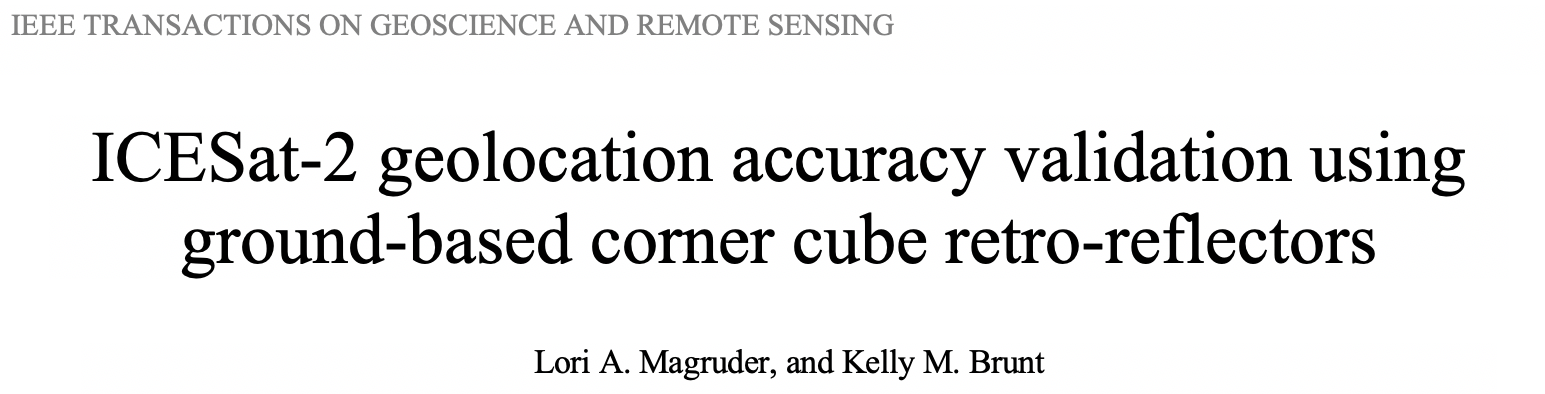 IEEE TRANSACTIONS ON GEOSCIENCE AND REMOTE SENSING
ICESat-2 geolocation accuracy validation using
ground-based corner cube retro-reflectors
Lori A. Magruder, and Kelly M. Brunt